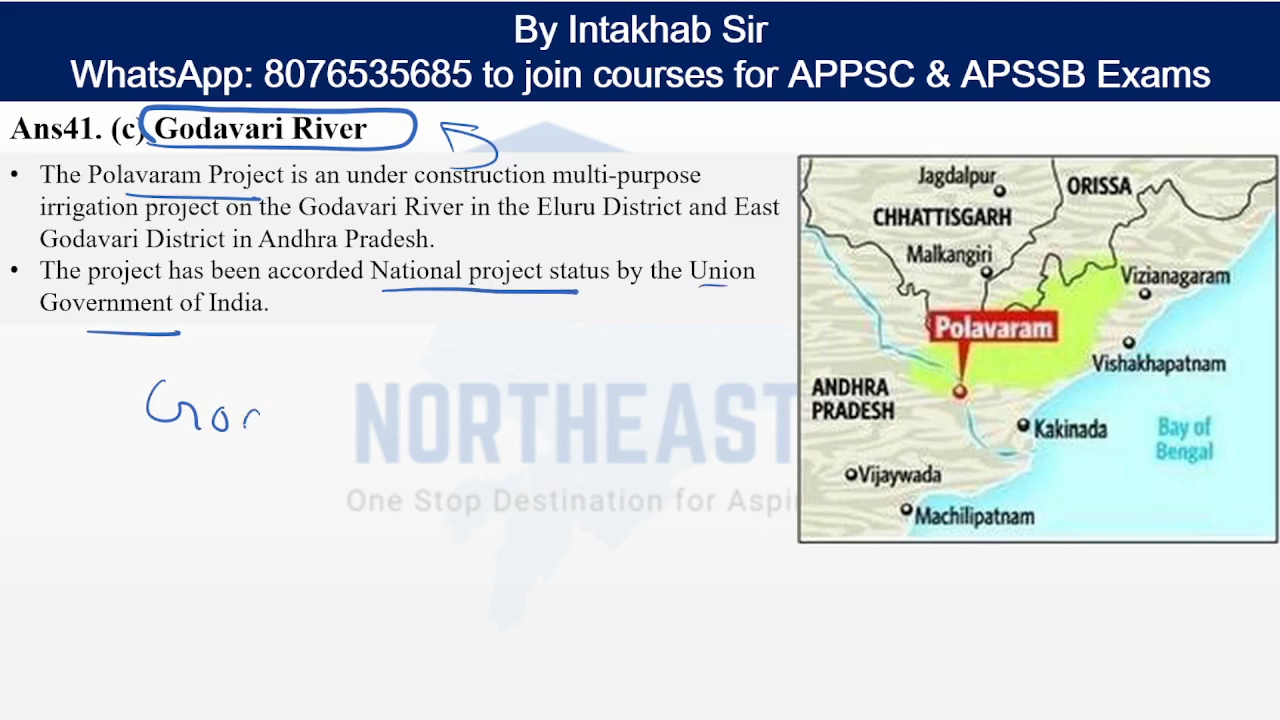 By Intakhab Sir
WhatsApp: 8076535685 to join courses for APPSC & APSSB Exams
Ans41. (c) Godavari River
• The Polavaram Project is an under construction multi-purpose
irrigation project on the Godavari River in the Eluru District and East
Godavari District in Andhra Pradesh.
• The project has been accorded National project status by the Union
Government of India.
NORTHEAST
One Stop Destination for Aspi
Jagdalpur
ORISSA
CHHATTISGARH
Malkangiri
Vizianagaram
Polavaram
Vishakhapatnam
ANDHRA
PRADESH
Kakinada
Bay of
Bengal
Vijaywada
Machilipatnam